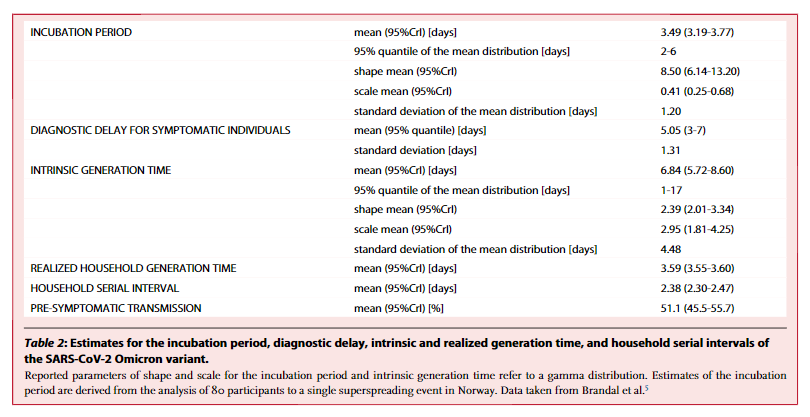 INCUBATION PERIOD mean (95%CrI) [days] 3.49 (3.19-3.77)
95% quantile of the mean distribution [days] 2-6
shape mean (95%CrI) 8.50 (6.14-13.20)
scale mean (95%CrI) 0.41 (0.25-0.68)
standard deviation of the mean distribution [days] 1.20
DIAGNOSTIC DELAY FOR SYMPTOMATIC INDIVIDUALS mean (95% quantile) [days] 5.05 (3-7)
standard deviation [days] 1.31
INTRINSIC GENERATION TIME mean (95%CrI) [days] 6.84 (5.72-8.60)
95% quantile of the mean distribution [days] 1-17
shape mean (95%CrI) 2.39 (2.01-3.34)
scale mean (95%CrI) 2.95 (1.81-4.25)
standard deviation of the mean distribution [days] 4.48
REALIZED HOUSEHOLD GENERATION TIME mean (95%CrI) [days] 3.59 (3.55-3.60)
HOUSEHOLD SERIAL INTERVAL mean (95%CrI) [days] 2.38 (2.30-2.47)
PRE-SYMPTOMATIC TRANSMISSION mean (95%CrI) [%] 51.1 (45.5-55.7)
Table 2: Estimates for the incubation period, diagnostic delay, intrinsic and realized generation time, and household serial intervals of
the SARS-CoV-2 Omicron variant.
Reported parameters of shape and scale for the incubation period and intrinsic generation time refer to a gamma distribution. Estimates of the incubation
period are derived from the analysis of 80 participants to a single superspreading event in Norway. Data taken from Brandal et al.⁵